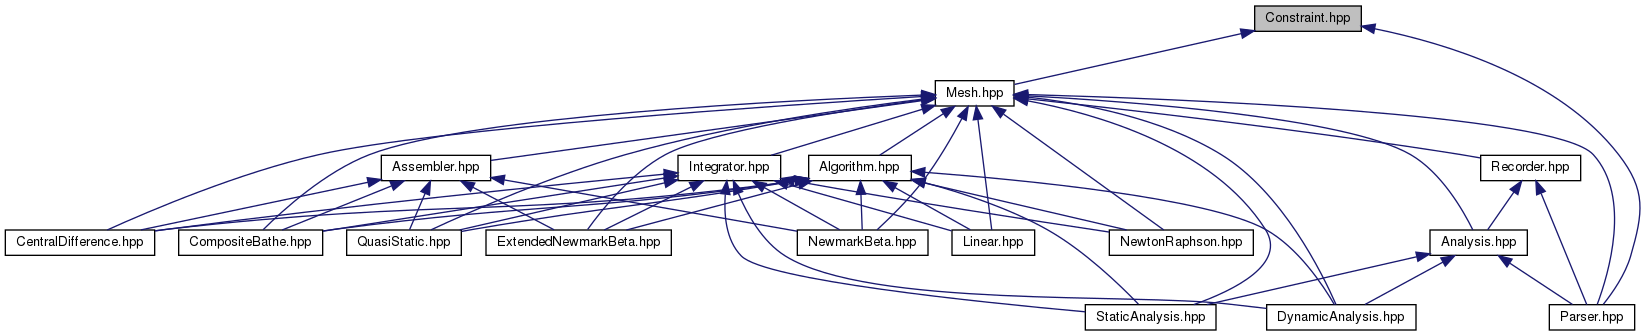 Constraint.hpp
Mesh.hpp
Assembler.hpp
Integrator.hpp
Algorithm.hpp
Recorder.hpp
CentralDifference.hpp
CompositeBathe.hpp
QuasiStatic.hpp
ExtendedNewmarkBeta.hpp
NewmarkBeta.hpp
Linear.hpp
NewtonRaphson.hpp
Analysis.hpp
StaticAnalysis.hpp
DynamicAnalysis.hpp
Parser.hpp